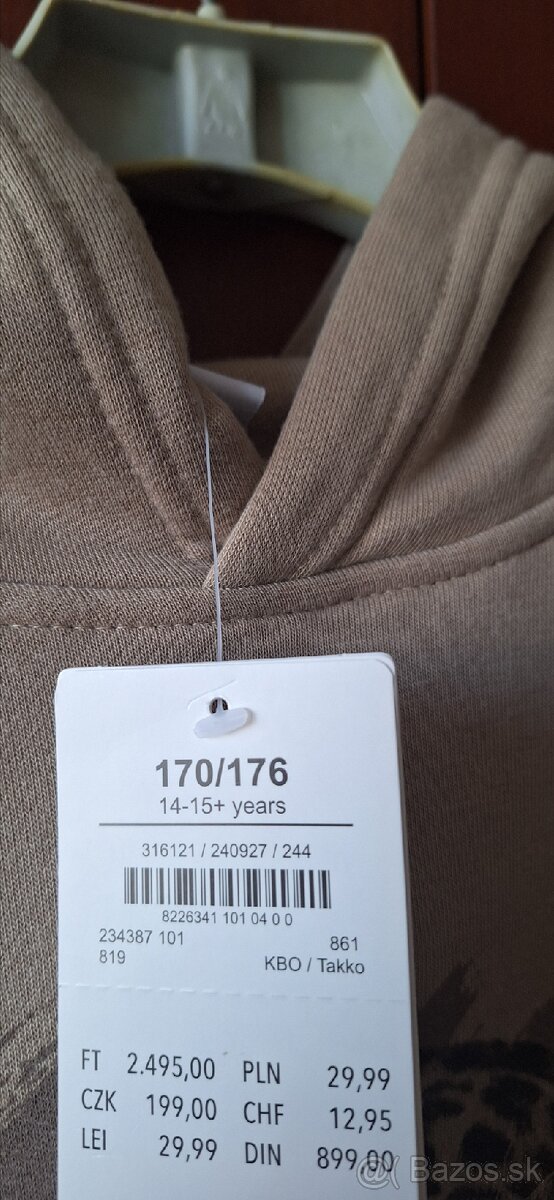 170/176
14-15+ years
316121 / 240927 / 244
8226341 101 04 0 0
234387 101 861
819 KBO / Takko
FT 2.495,00 PLN 29,99
CZK 199,00 CHF 12,95
LEI 29,99 DIN 899,00
Bazos.sk